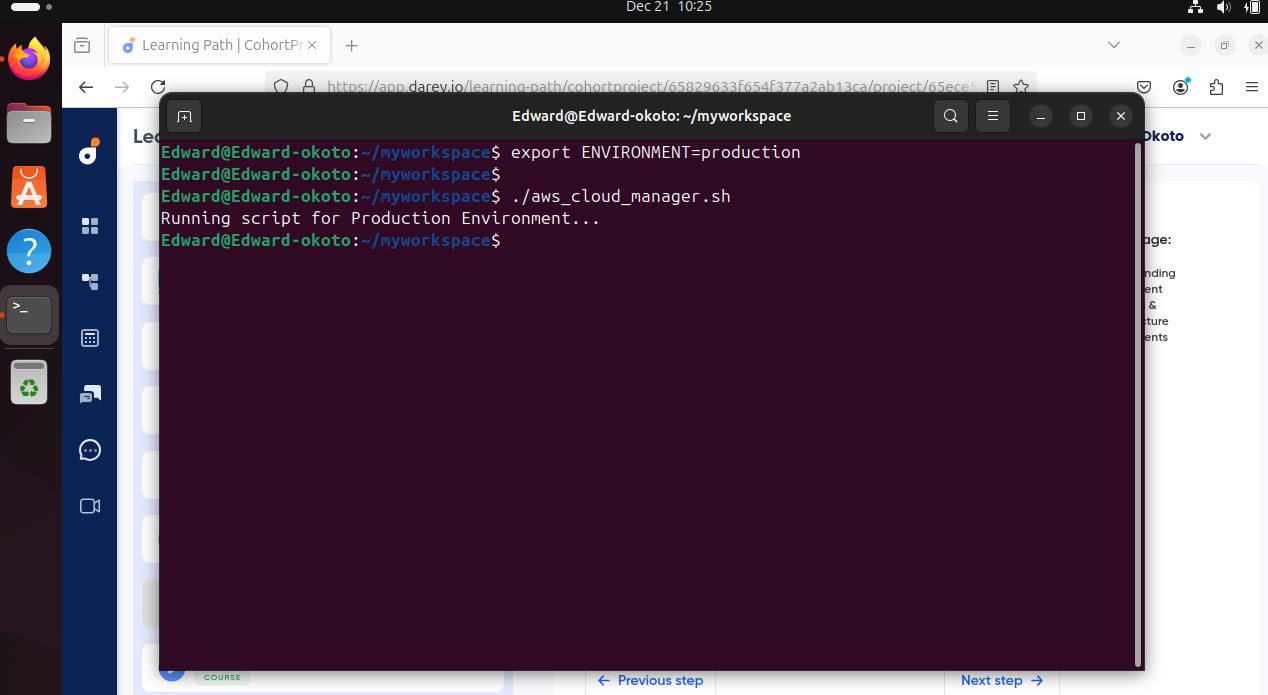 Dec 21 10:25
Learning Path | CohortPr
https://app.darey.io/learning-path/cohortproject/65829633f654f377a2ab13ca/project/65ece5
Edward@Edward-okoto: ~/myworkspace
Lea
Okoto
Edward@Edward-okoto:~/myworkspace$ export ENVIRONMENT=production
Edward@Edward-okoto:~/myworkspace$
Edward@Edward-okoto:~/myworkspace$ ./aws_cloud_manager.sh
Running script for Production Environment...
Edward@Edward-okoto:~/myworkspace$
age:
nding
ent
s &
cture
ents
COURSE
Previous step
Next step